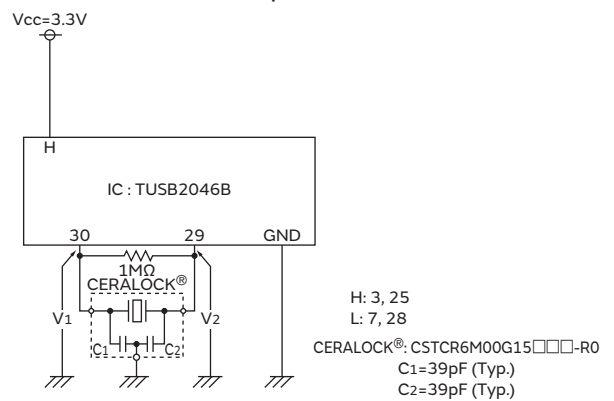 Vcc=3.3V
H
IC : TUSB2046B
30 29 GND
1MΩ
CERALOCK®
V1 V2
C1 C2
H: 3, 25
L: 7, 28
CERALOCK®: CSTCR6M00G15□□□-R0
C1=39pF (Typ.)
C2=39pF (Typ.)